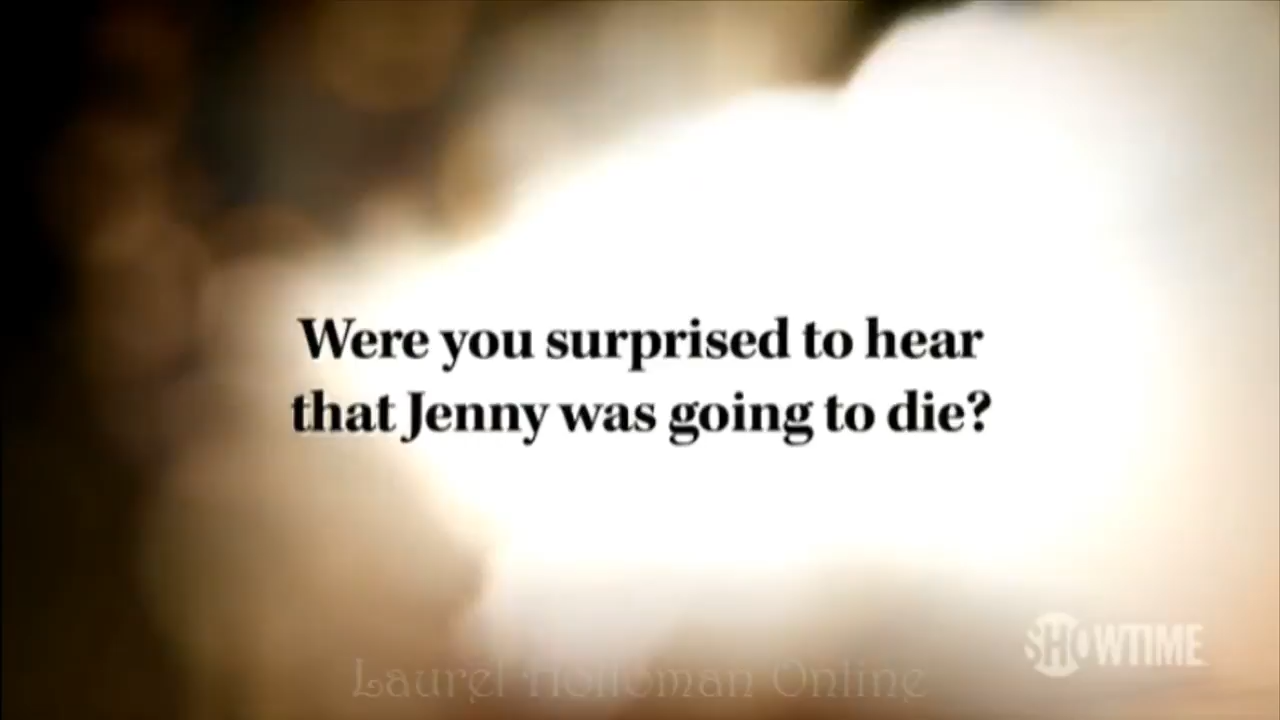 Were you surprised to hear
that Jenny was going to die?
SHOWTIME
Laurel Holloman Online